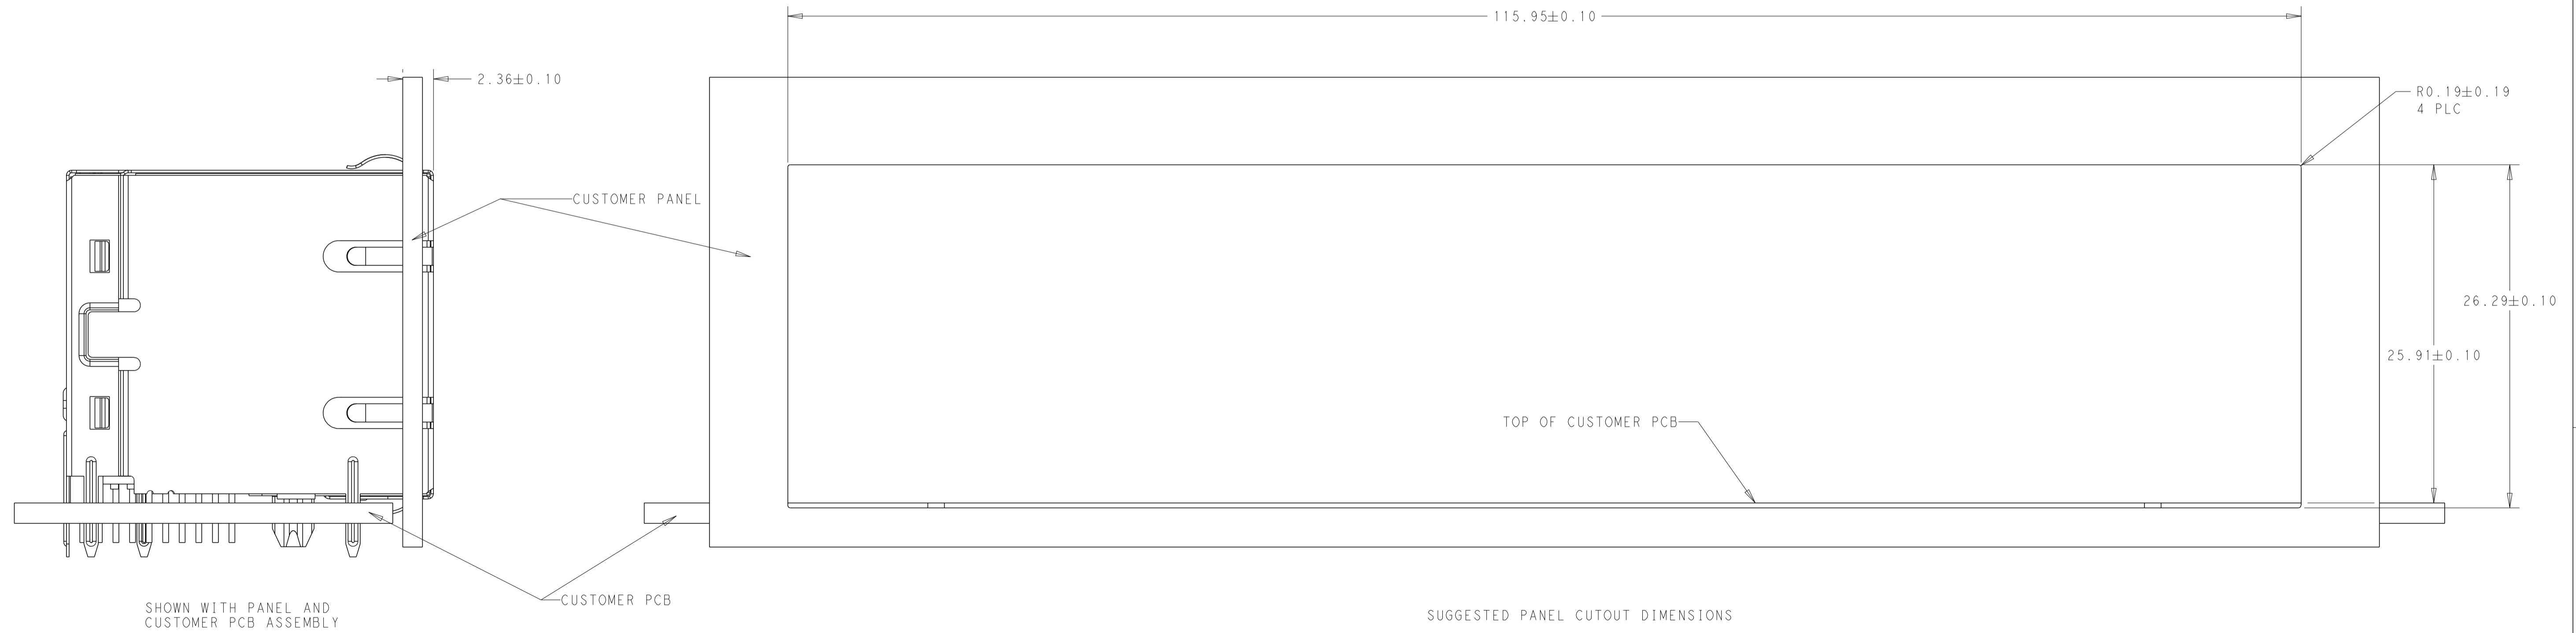 115.95±0.10
2.36±0.10
R0.19±0.19
4 PLC
CUSTOMER PANEL
26.29±0.10
25.91±0.10
TOP OF CUSTOMER PCB
CUSTOMER PCB
SHOWN WITH PANEL AND
CUSTOMER PCB ASSEMBLY
SUGGESTED PANEL CUTOUT DIMENSIONS